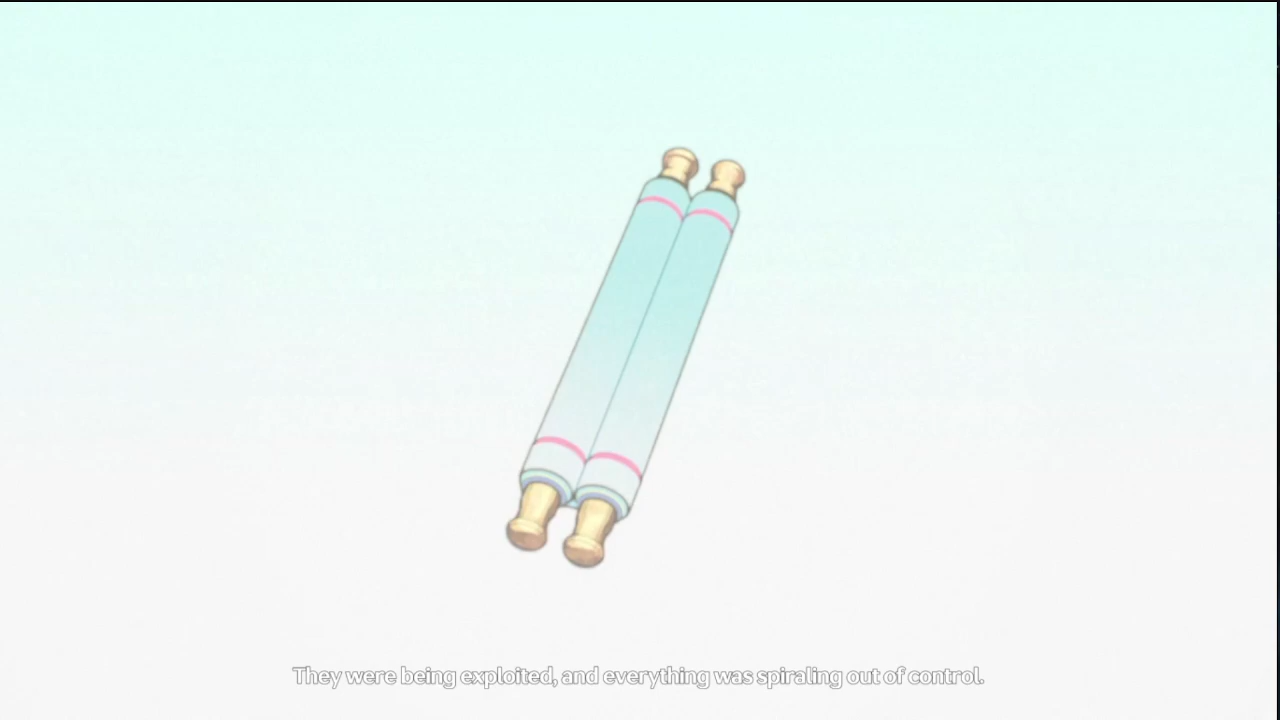 They were being exploited, and everything was spiraling out of control.